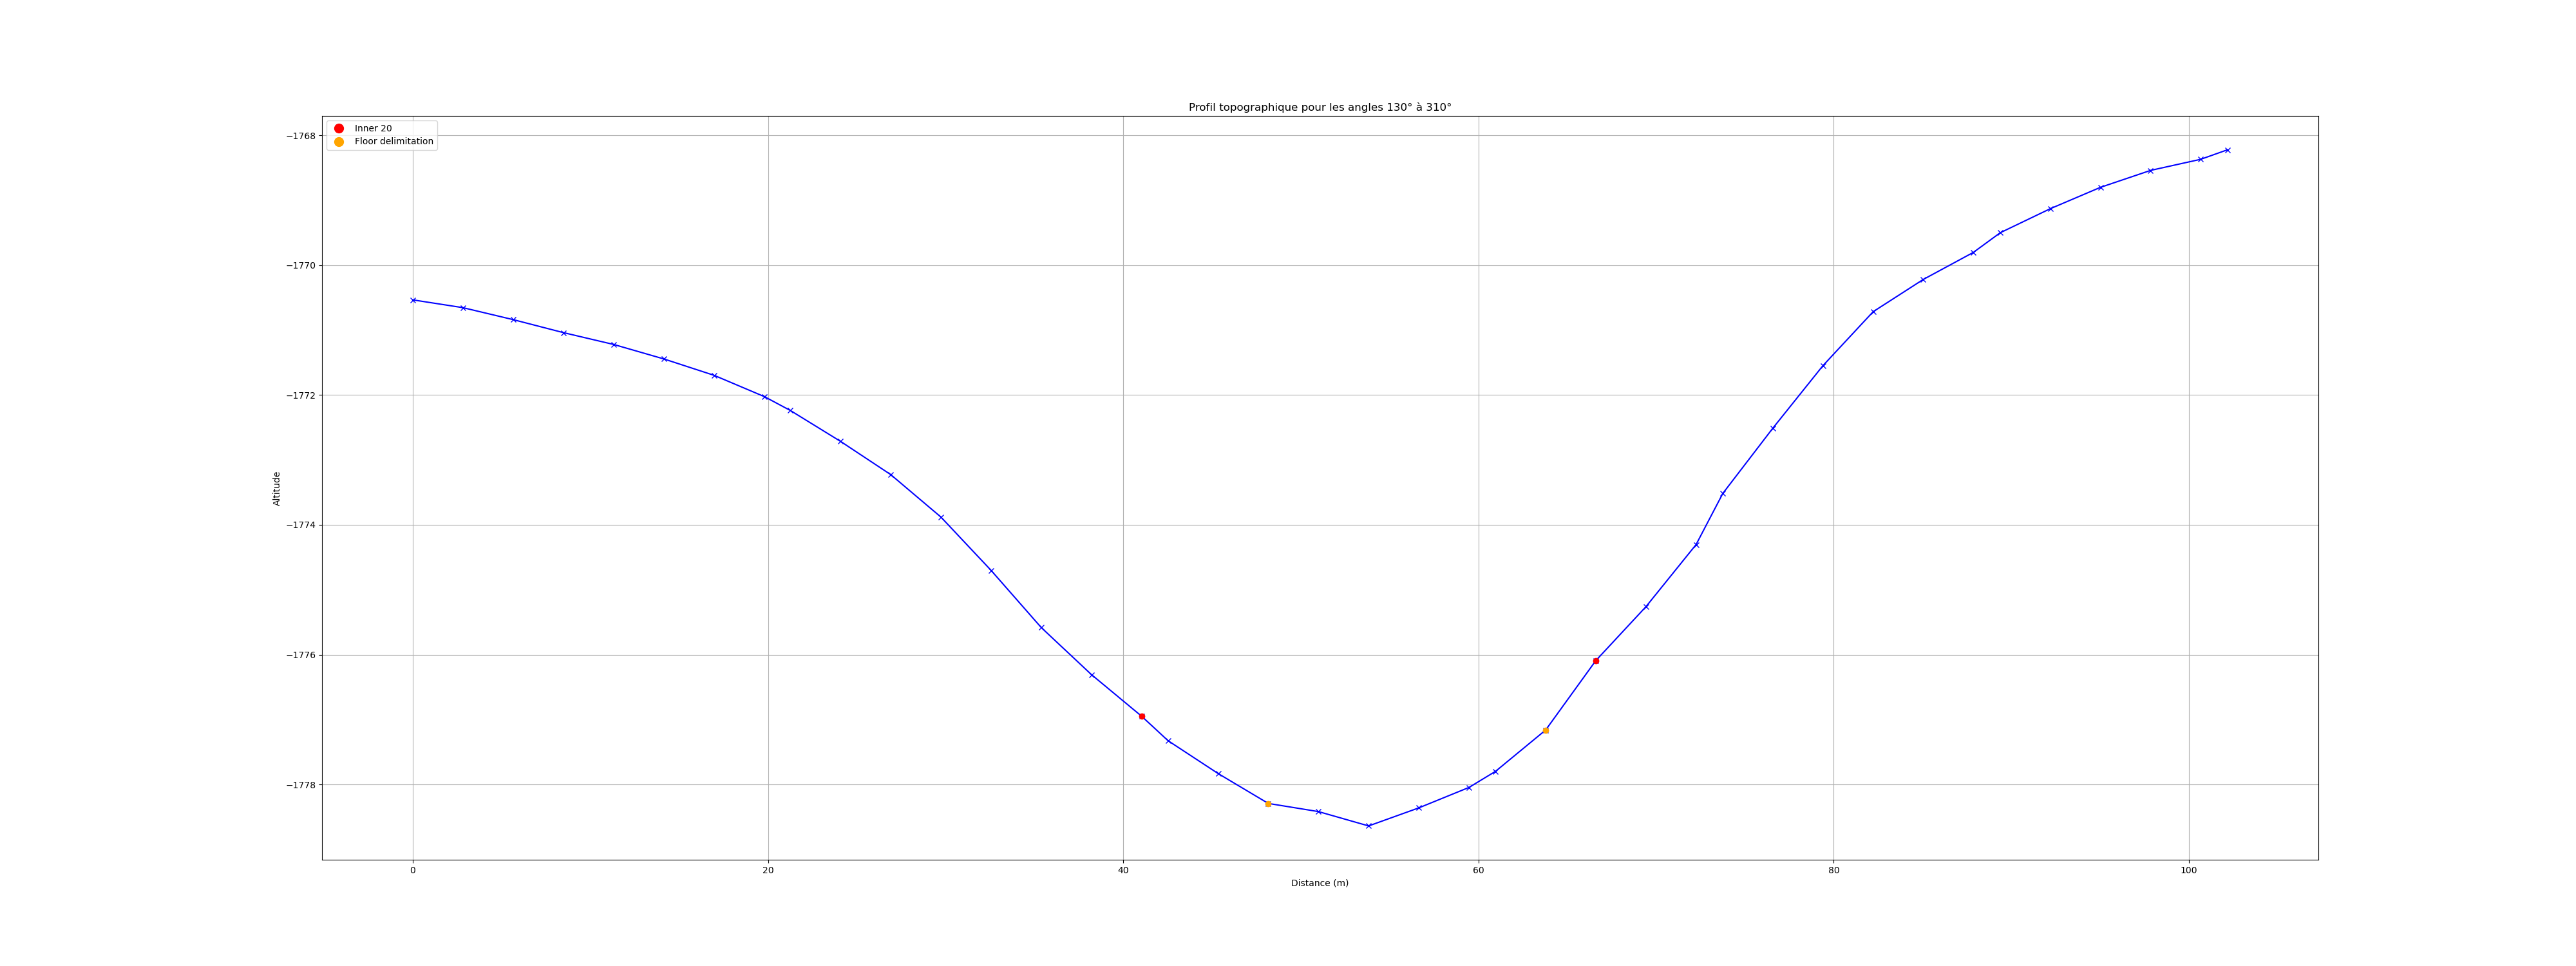 Profil topographique pour les angles 130° à 310°
Inner 20
Floor delimitation
−1768
−1770
−1772
−1774
−1776
−1778
Altitude
0 20 40 60 80 100
Distance (m)